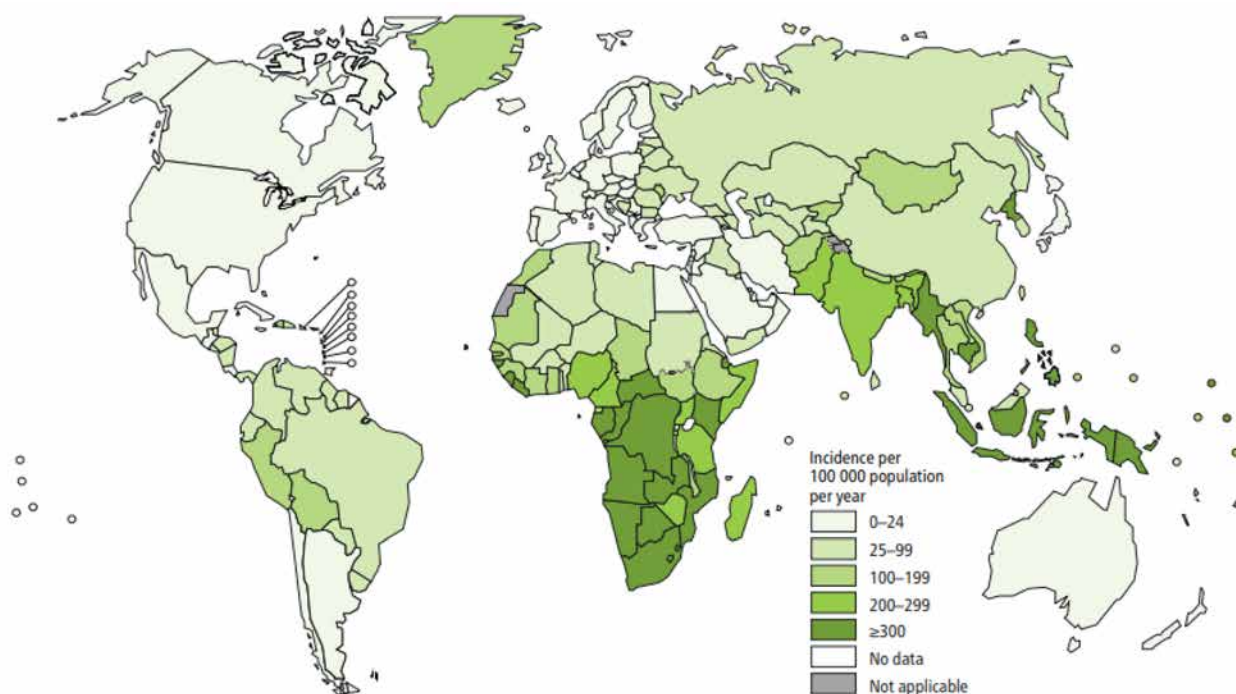 Incidence per
100 000 population
per year
0–24
25–99
100–199
200–299
≥300
No data
Not applicable